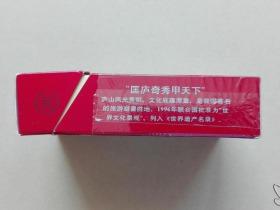 “匡庐奇秀甲天下”
庐山风光秀丽，文化底蕴深厚，是我国著名
的旅游避暑胜地，1996年联合国批准为“世
界文化景观”，列入《世界遗产名录》。